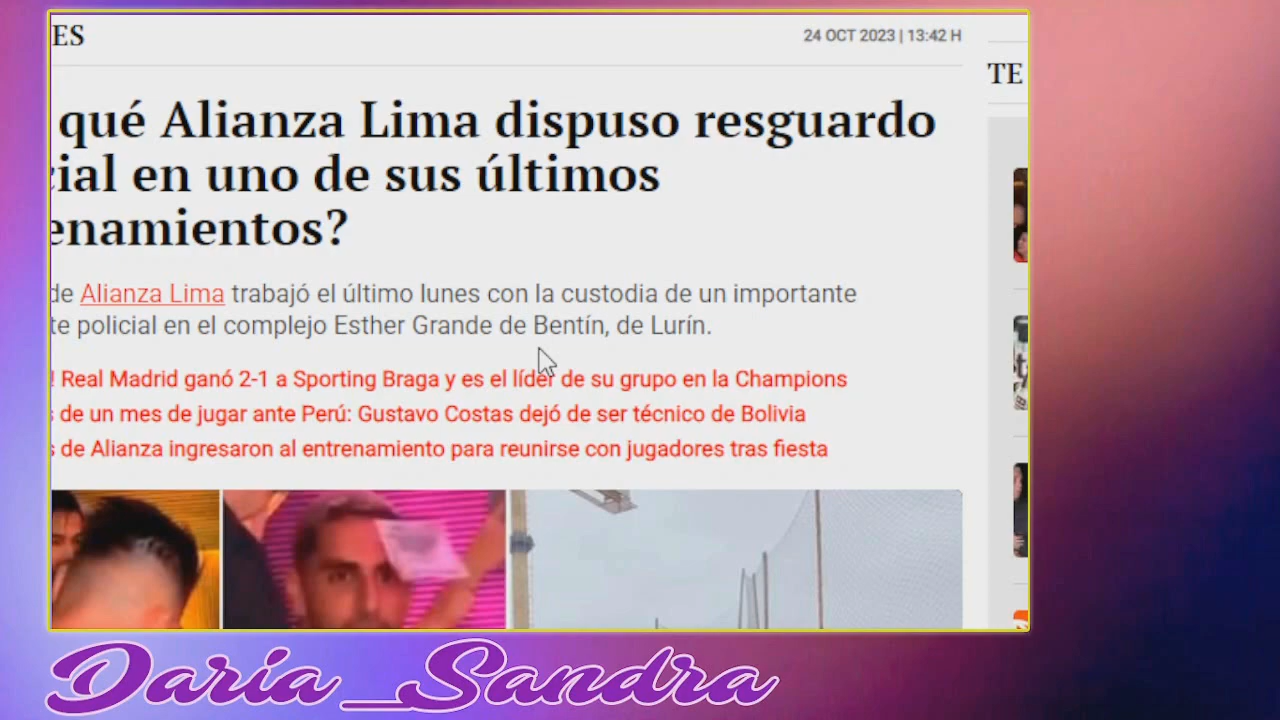 ES
24 OCT 2023 | 13:42 H
TE
qué Alianza Lima dispuso resguardo
cial en uno de sus últimos
enamientos?
de Alianza Lima trabajó el último lunes con la custodia de un importante
te policial en el complejo Esther Grande de Bentín, de Lurín.
! Real Madrid ganó 2-1 a Sporting Braga y es el líder de su grupo en la Champions
s de un mes de jugar ante Perú: Gustavo Costas dejó de ser técnico de Bolivia
s de Alianza ingresaron al entrenamiento para reunirse con jugadores tras fiesta
Daria_Sandra